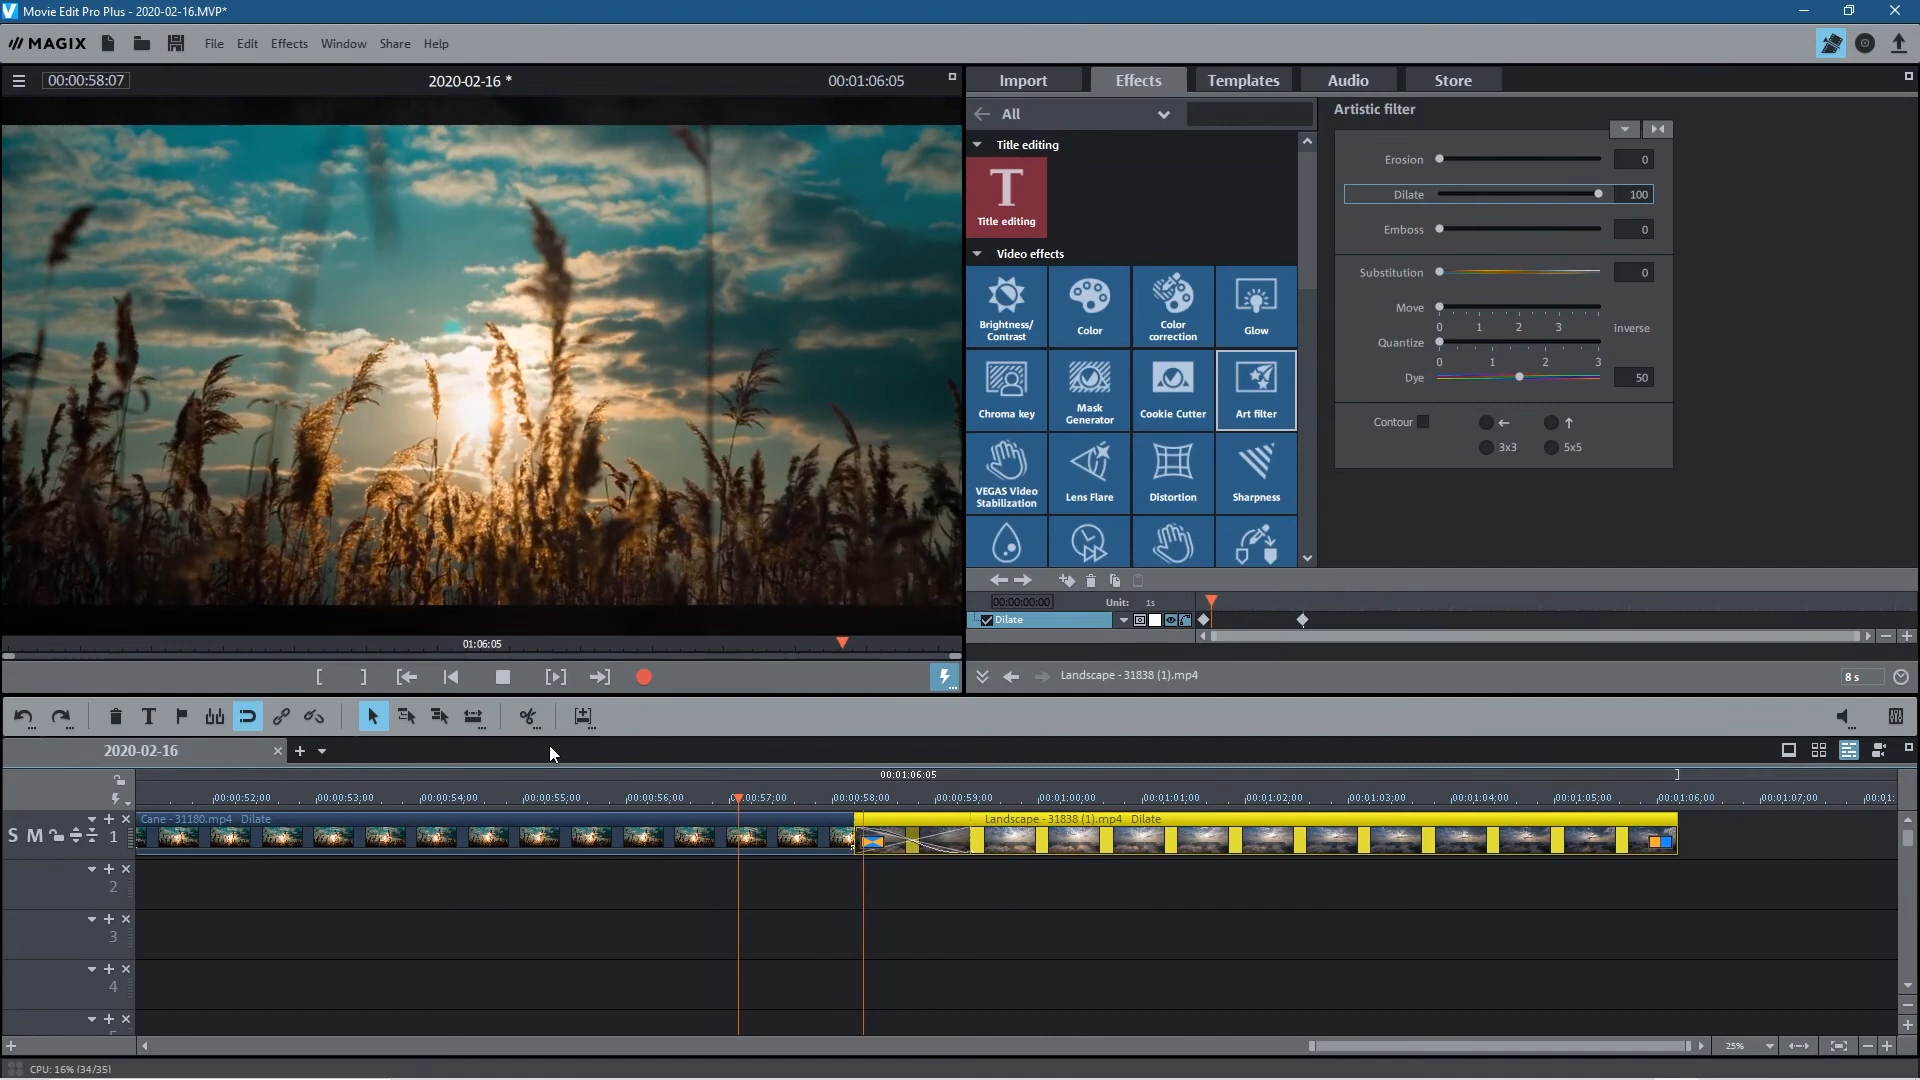 Movie Edit Pro Plus - 2020-02-16.MVP*
MAGIX File Edit Effects Window Share Help
00:00:58:07 2020-02-16 * 00:01:06:05
01:06:05
Import Effects Templates Audio Store
All
Title editing
T
Title editing
Video effects
Brightness/
Contrast
Color
Color
correction
Glow
Chroma key
Mask
Generator
Cookie Cutter
Art filter
VEGAS Video
Stabilization
Lens Flare
Distortion
Sharpness
Artistic filter
Erosion 0
Dilate 100
Emboss 0
Substitution 0
Move
0 1 2 3 inverse
Quantize
0 1 2 3
Dye 50
Contour
3x3 5x5
00:00:00:00 Unit: 1s
Dilate
Landscape - 31838 (1).mp4 8 s
2020-02-16
00:01:06:05
00:00:52;00 00:00:53;00 00:00:54;00 00:00:55;00 00:00:56;00 00:00:57;00 00:00:58;00 00:00:59;00 00:01:00;00 00:01:01;00 00:01:02;00 00:01:03;00 00:01:04;00 00:01:05;00 00:01:06;00 00:01:07;00 00:01:
Cane - 31180.mp4 Dilate Landscape - 31838 (1).mp4 Dilate
S M 1
2
3
4
25%
CPU: 16% (34/35)